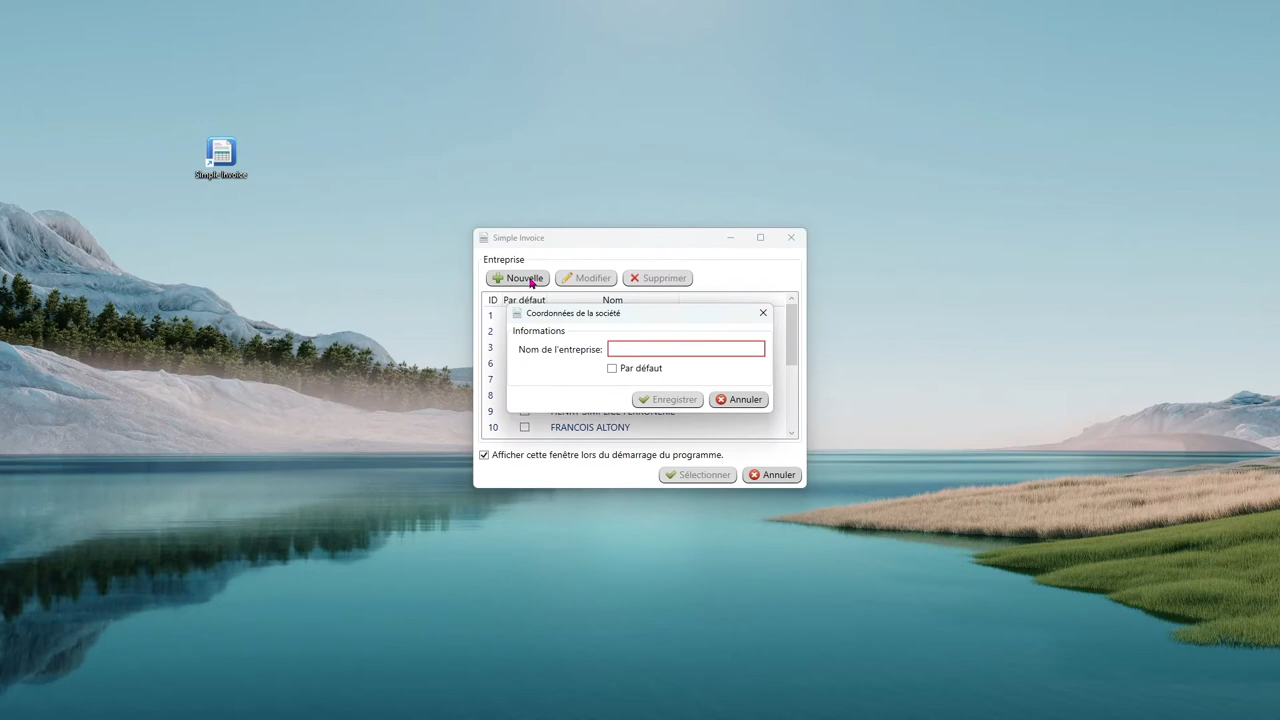 Simple Invoice
Simple Invoice
Entreprise
Nouvelle Modifier Supprimer
ID Par défaut Nom
1
Coordonnées de la société
2
Informations
3
Nom de l'entreprise:
6
Par défaut
7
8
Enregistrer Annuler
9
10 FRANCOIS ALTONY
Afficher cette fenêtre lors du démarrage du programme.
Sélectionner Annuler